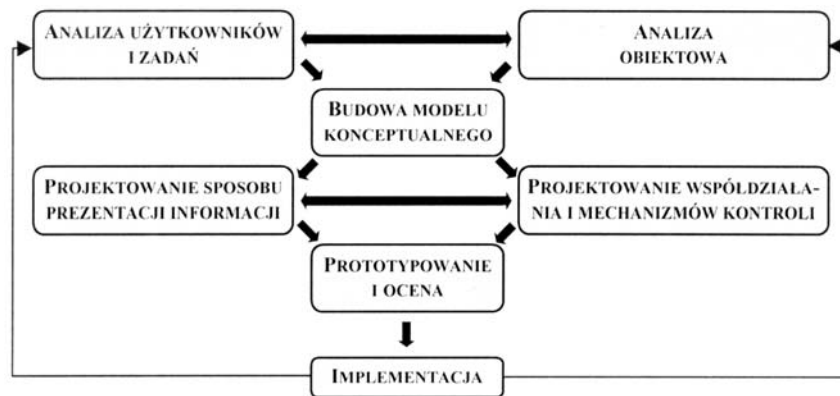 ANALIZA UŻYTKOWNIKÓW
I ZADAŃ
ANALIZA
OBIEKTOWA
BUDOWA MODELU
KONCEPTUALNEGO
PROJEKTOWANIE SPOSOBU
PREZENTACJI INFORMACJI
PROJEKTOWANIE WSPÓŁDZIAŁA-
NIA I MECHANIZMÓW KONTROLI
PROTOTYPOWANIE
I OCENA
IMPLEMENTACJA